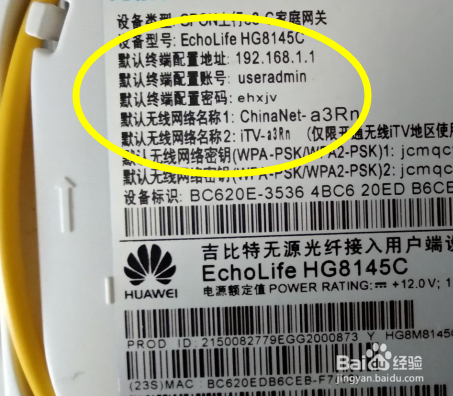 设备型号: EchoLife HG8145C
默认终端配置地址: 192.168.1.1
默认终端配置账号: useradmin
默认终端配置密码: ehxjv
默认无线网络名称1: ChinaNet-a3Rn
默认无线网络名称2: iTV-a3Rn (仅限开通无线iTV地区使用
默认无线网络密钥(WPA-PSK/WPA2-PSK)1: jcmqc
默认无线网络密钥(WPA-PSK/WPA2-PSK)2: jcmqc
设备标识: BC620E-3536 4BC6 20ED B6CE
吉比特无源光纤接入用户端设
EchoLife HG8145C
HUAWEI
电源额定值 POWER RATING: +12.0V; 1
PROD ID: 2150082779EGG2000873 Y HG8M8145C
(23S)MAC: BC620EDB6CEB-F7
Baidu 经验
jingyan.baidu.com